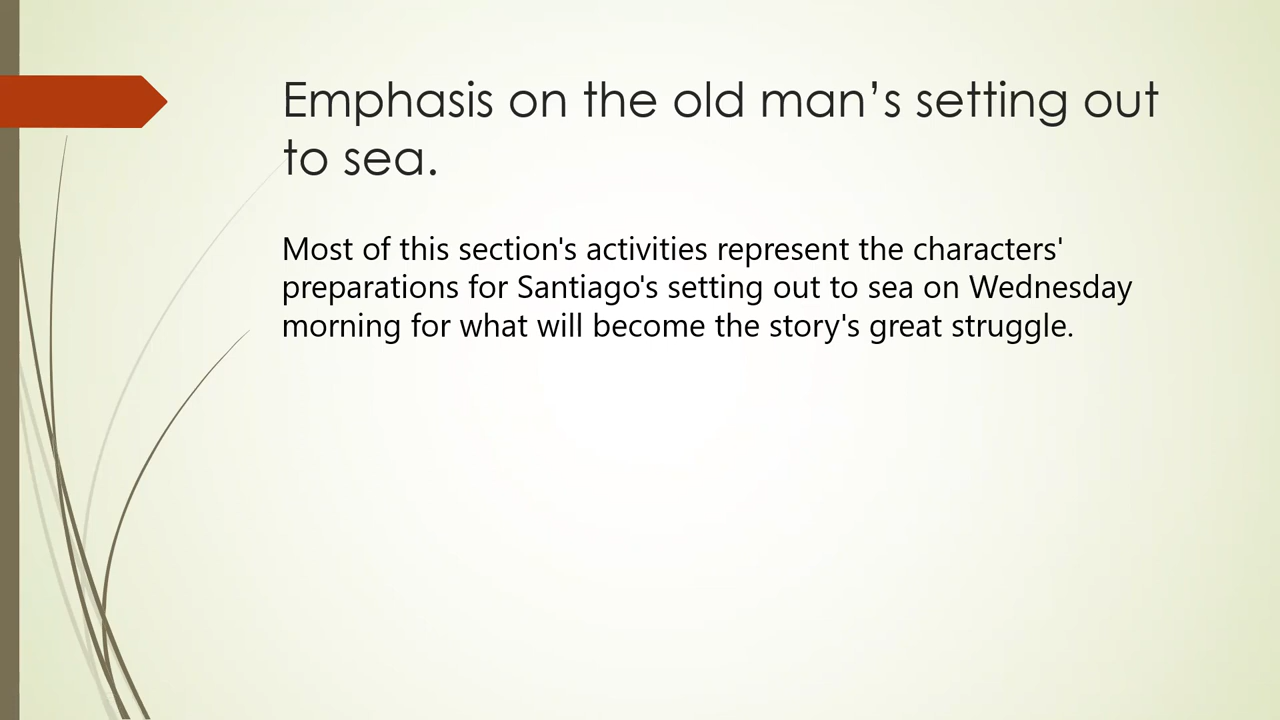 Emphasis on the old man’s setting out
to sea.
Most of this section's activities represent the characters'
preparations for Santiago's setting out to sea on Wednesday
morning for what will become the story's great struggle.